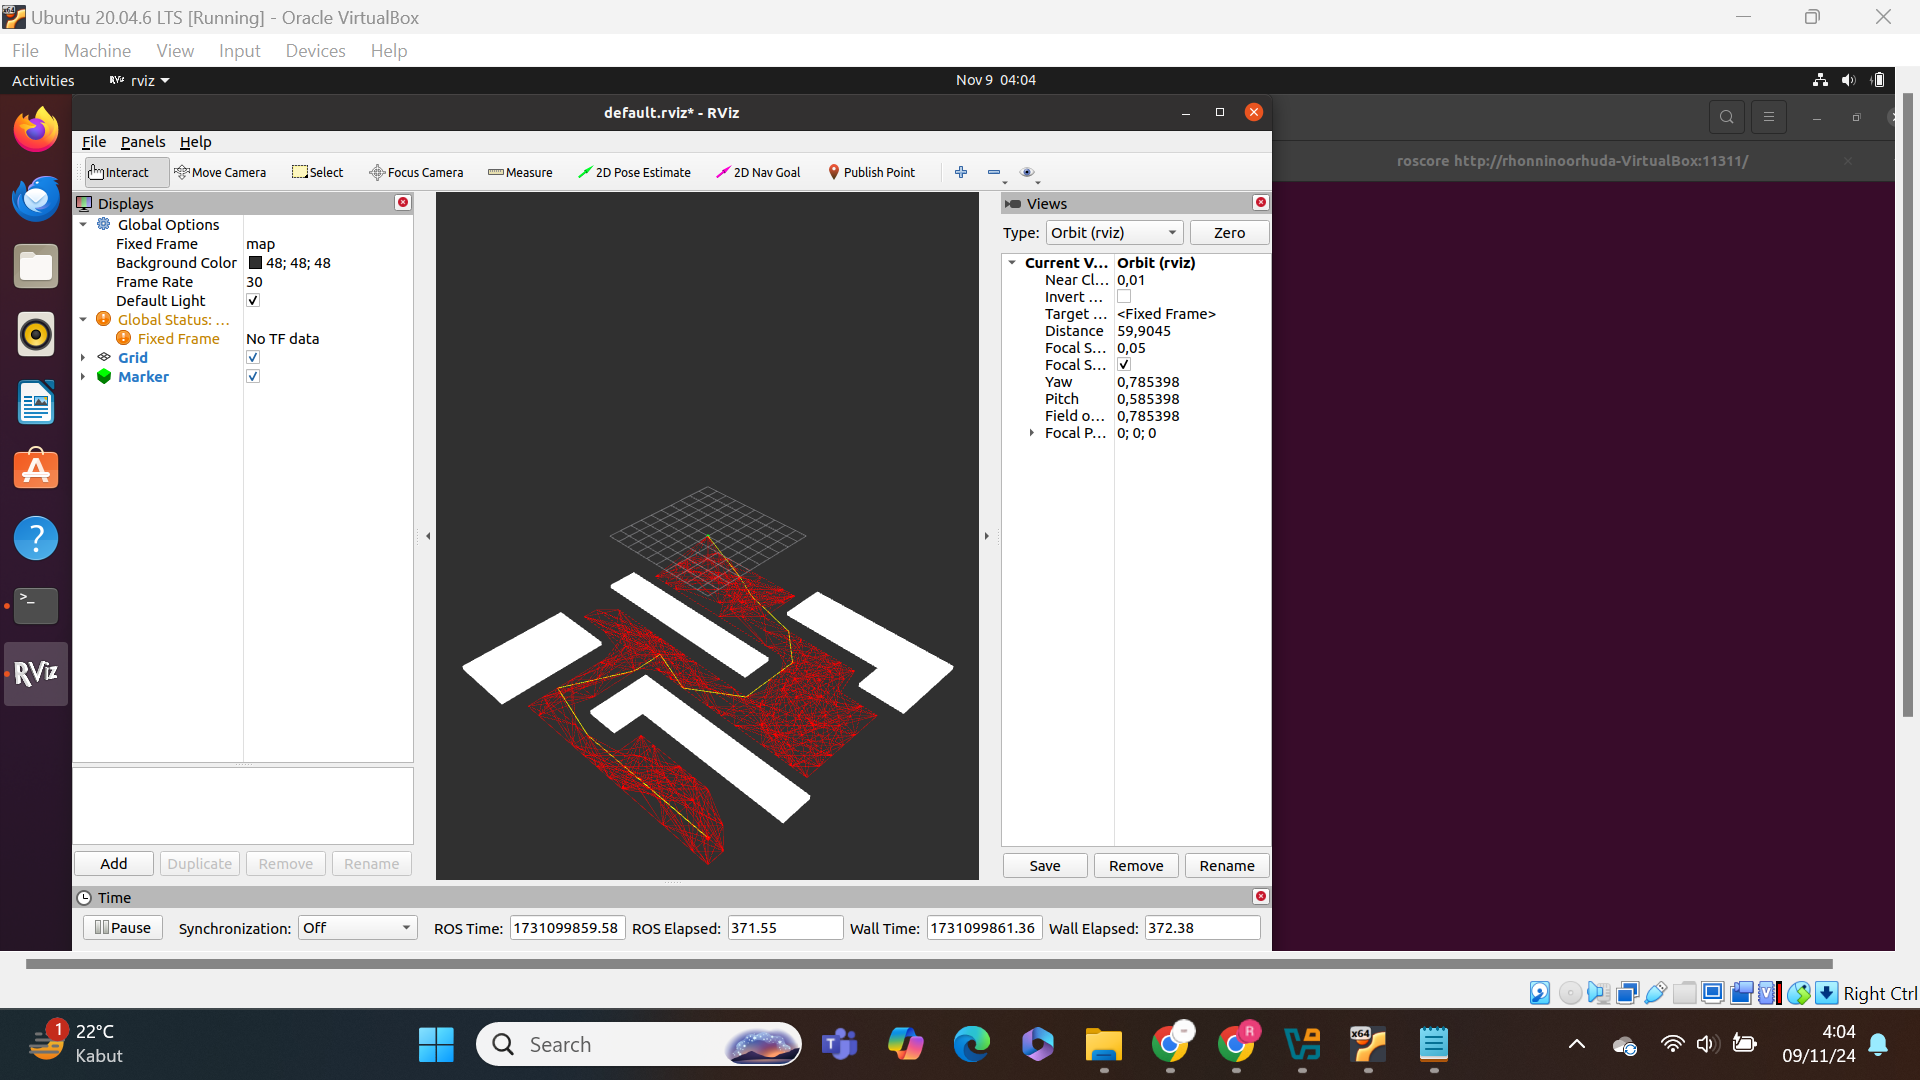 Ubuntu 20.04.6 LTS [Running] - Oracle VirtualBox
File Machine View Input Devices Help
Activities RViz rviz Nov 9 04:04
default.rviz* - RViz
roscore http://rhonninoorhuda-VirtualBox:11311/
File Panels Help
Interact Move Camera Select Focus Camera Measure 2D Pose Estimate 2D Nav Goal Publish Point
Displays
Global Options
Fixed Frame map
Background Color 48; 48; 48
Frame Rate 30
Default Light
Global Status: ...
Fixed Frame No TF data
Grid
Marker
Add Duplicate Remove Rename
Views
Type: Orbit (rviz) Zero
Current V... Orbit (rviz)
Near Cl... 0,01
Invert ...
Target ... <Fixed Frame>
Distance 59,9045
Focal S... 0,05
Focal S...
Yaw 0,785398
Pitch 0,585398
Field o... 0,785398
Focal P... 0; 0; 0
Save Remove Rename
RViz
Time
Pause Synchronization: Off ROS Time: 1731099859.58 ROS Elapsed: 371.55 Wall Time: 1731099861.36 Wall Elapsed: 372.38
Right Ctrl
1 22°C
Kabut
Search
R
x64
4:04
09/11/24